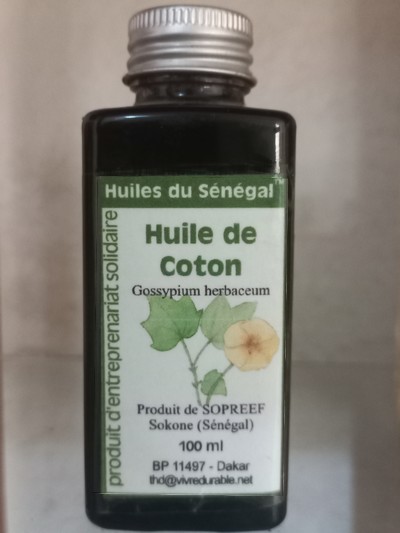 Huiles du Sénégal
produit d'entreprenariat solidaire
Huile de
Coton
Gossypium herbaceum
Produit de SOPREEF
Sokone (Sénégal)
100 ml
BP 11497 - Dakar
thd@vivredurable.net